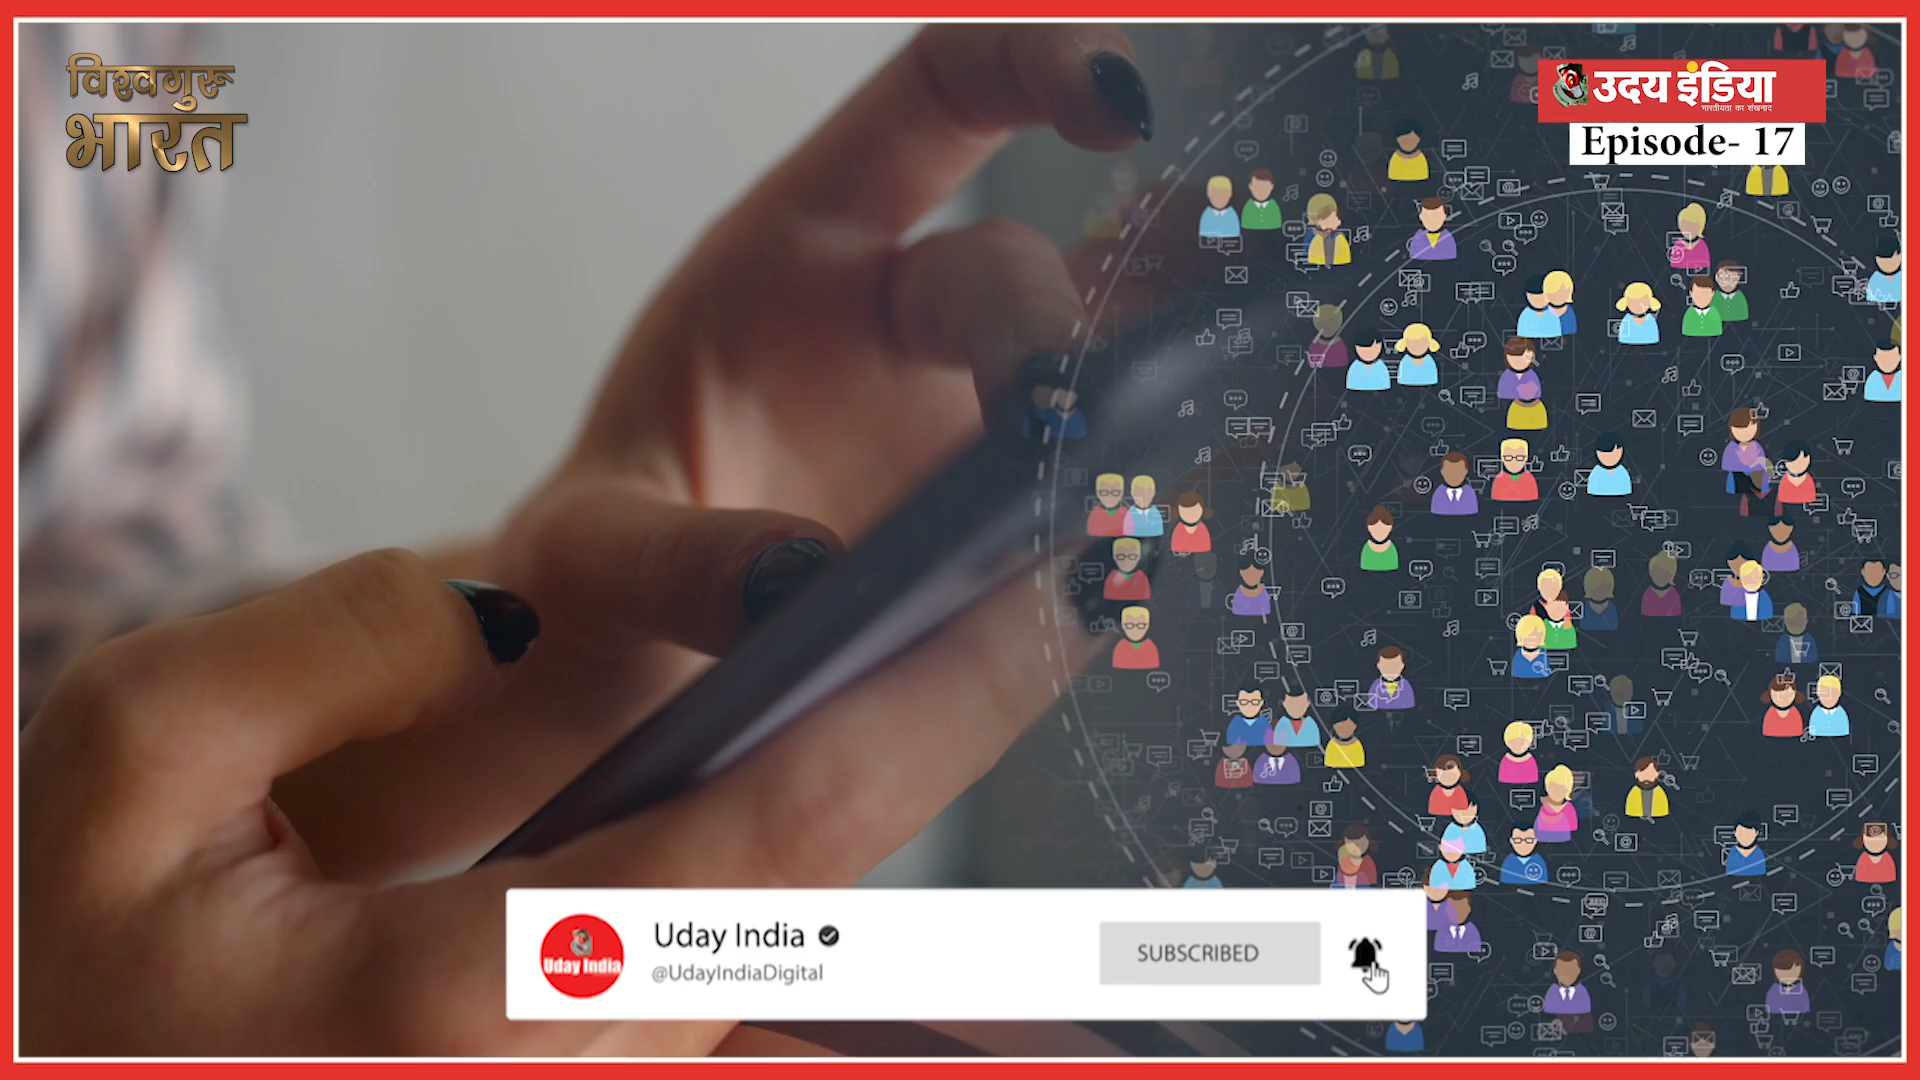 विश्वगुरु
भारत
उदय इंडिया
भारतीयता का शंखनाद
Episode- 17
Uday India
Uday India
@UdayIndiaDigital
SUBSCRIBED